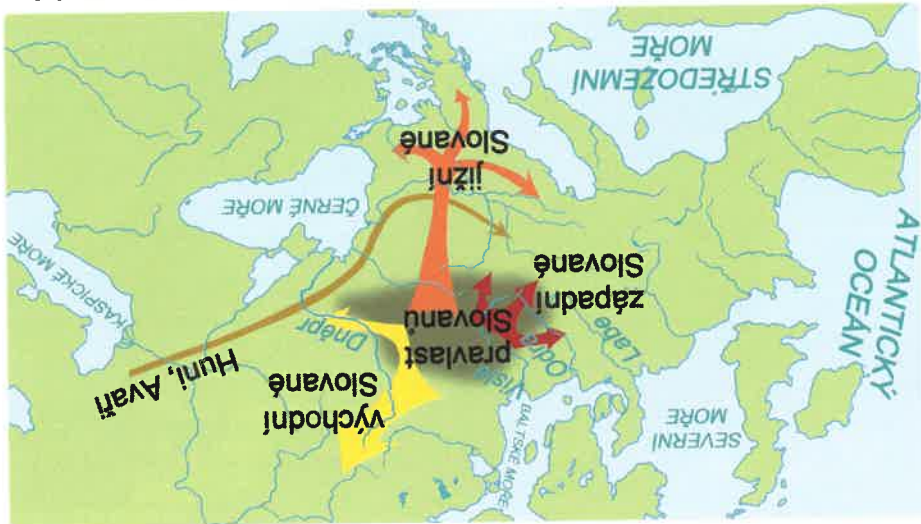 ATLANTICKÝ
OCEÁN
SEVERNÍ
MOŘE
BALTSKÉ MOŘE
východní
Slované
Huni, Avaři
Visla
Odra
Labe
Dněpr
pravlast
Slovanů
západní
Slované
KASPICKÉ MOŘE
ČERNÉ MOŘE
jižní
Slované
STŘEDOZEMNÍ
MOŘE